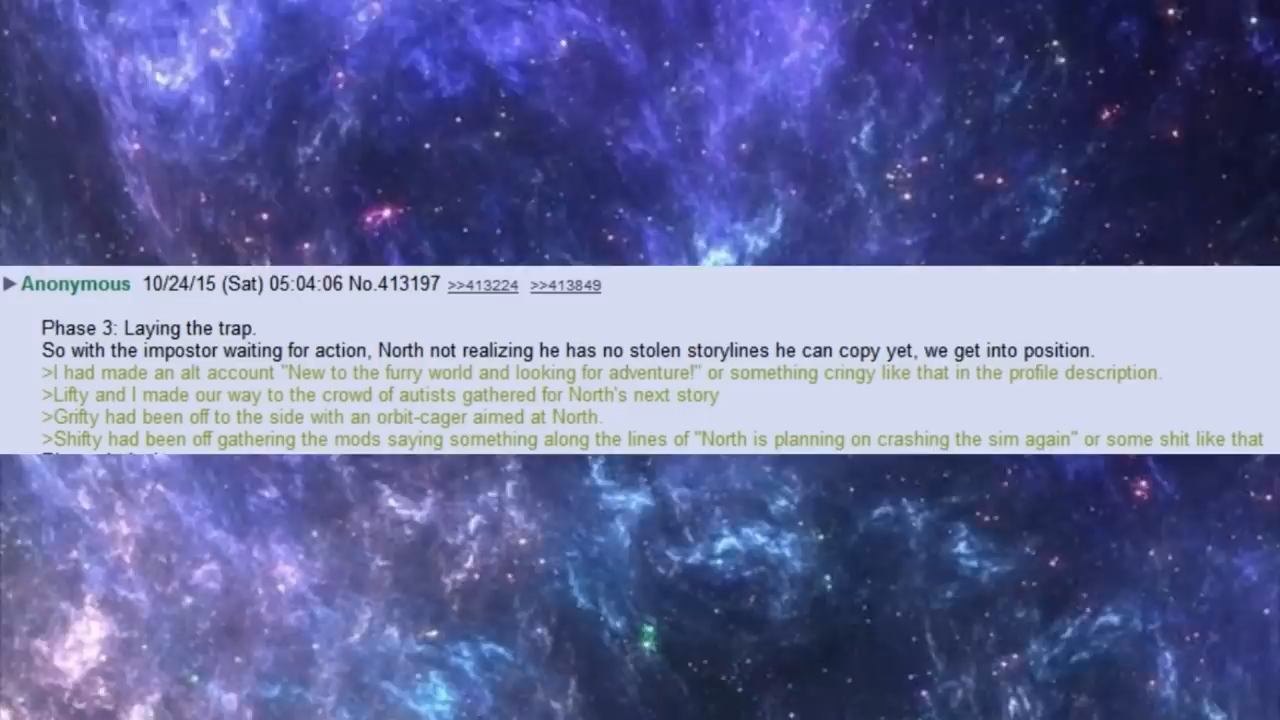 ▶Anonymous 10/24/15 (Sat) 05:04:06 No.413197 >>413224 >>413849
Phase 3: Laying the trap.
So with the impostor waiting for action, North not realizing he has no stolen storylines he can copy yet, we get into position.
>I had made an alt account "New to the furry world and looking for adventure!" or something cringy like that in the profile description.
>Lifty and I made our way to the crowd of autists gathered for North's next story
>Grifty had been off to the side with an orbit-cager aimed at North.
>Shifty had been off gathering the mods saying something along the lines of "North is planning on crashing the sim again" or some shit like that